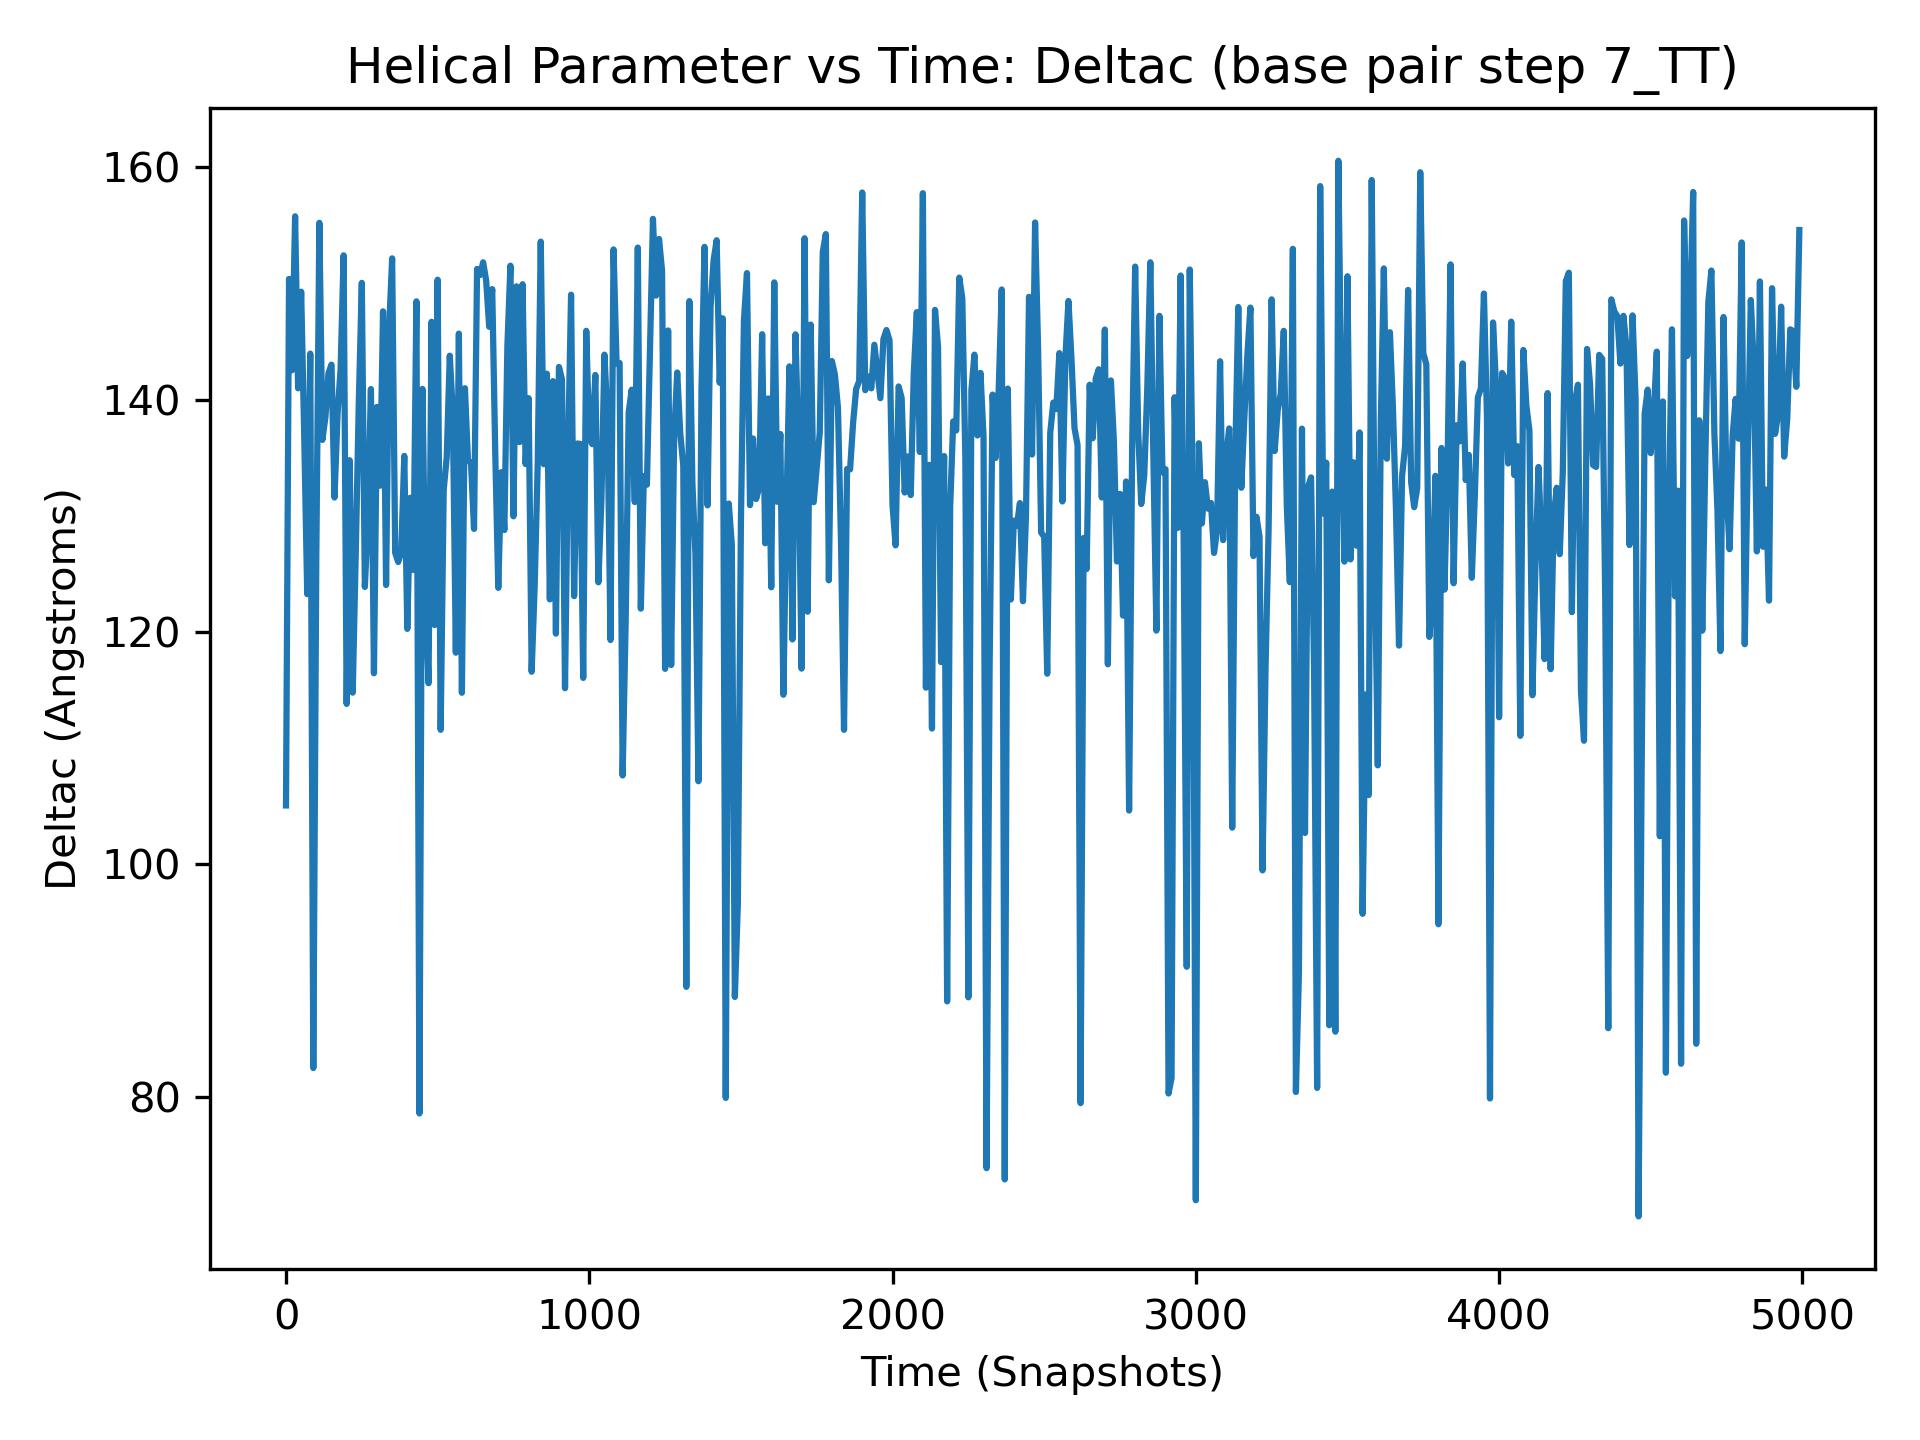 Helical Parameter vs Time: Deltac (base pair step 7_TT)
160
140
120
100
80
Deltac (Angstroms)
0 1000 2000 3000 4000 5000
Time (Snapshots)